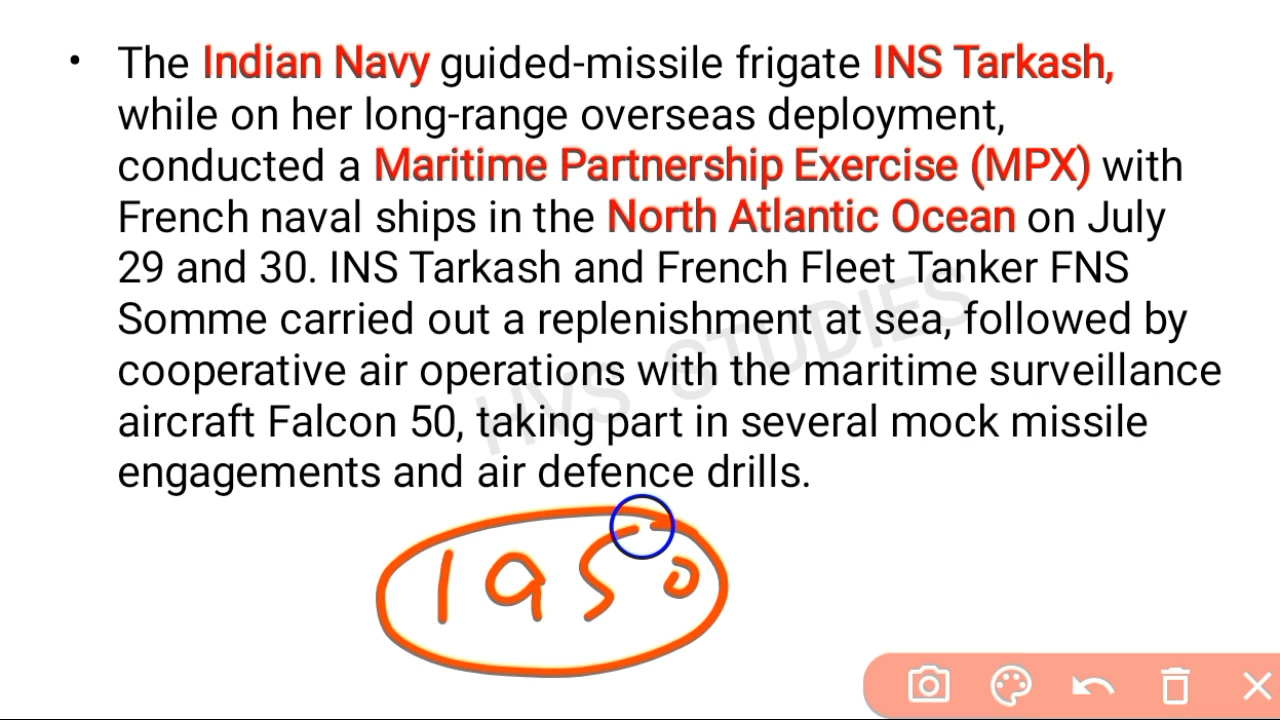 • The Indian Navy guided-missile frigate INS Tarkash,
while on her long-range overseas deployment,
conducted a Maritime Partnership Exercise (MPX) with
French naval ships in the North Atlantic Ocean on July
29 and 30. INS Tarkash and French Fleet Tanker FNS
Somme carried out a replenishment at sea, followed by
cooperative air operations with the maritime surveillance
aircraft Falcon 50, taking part in several mock missile
engagements and air defence drills.
HVS STUDIES
1950